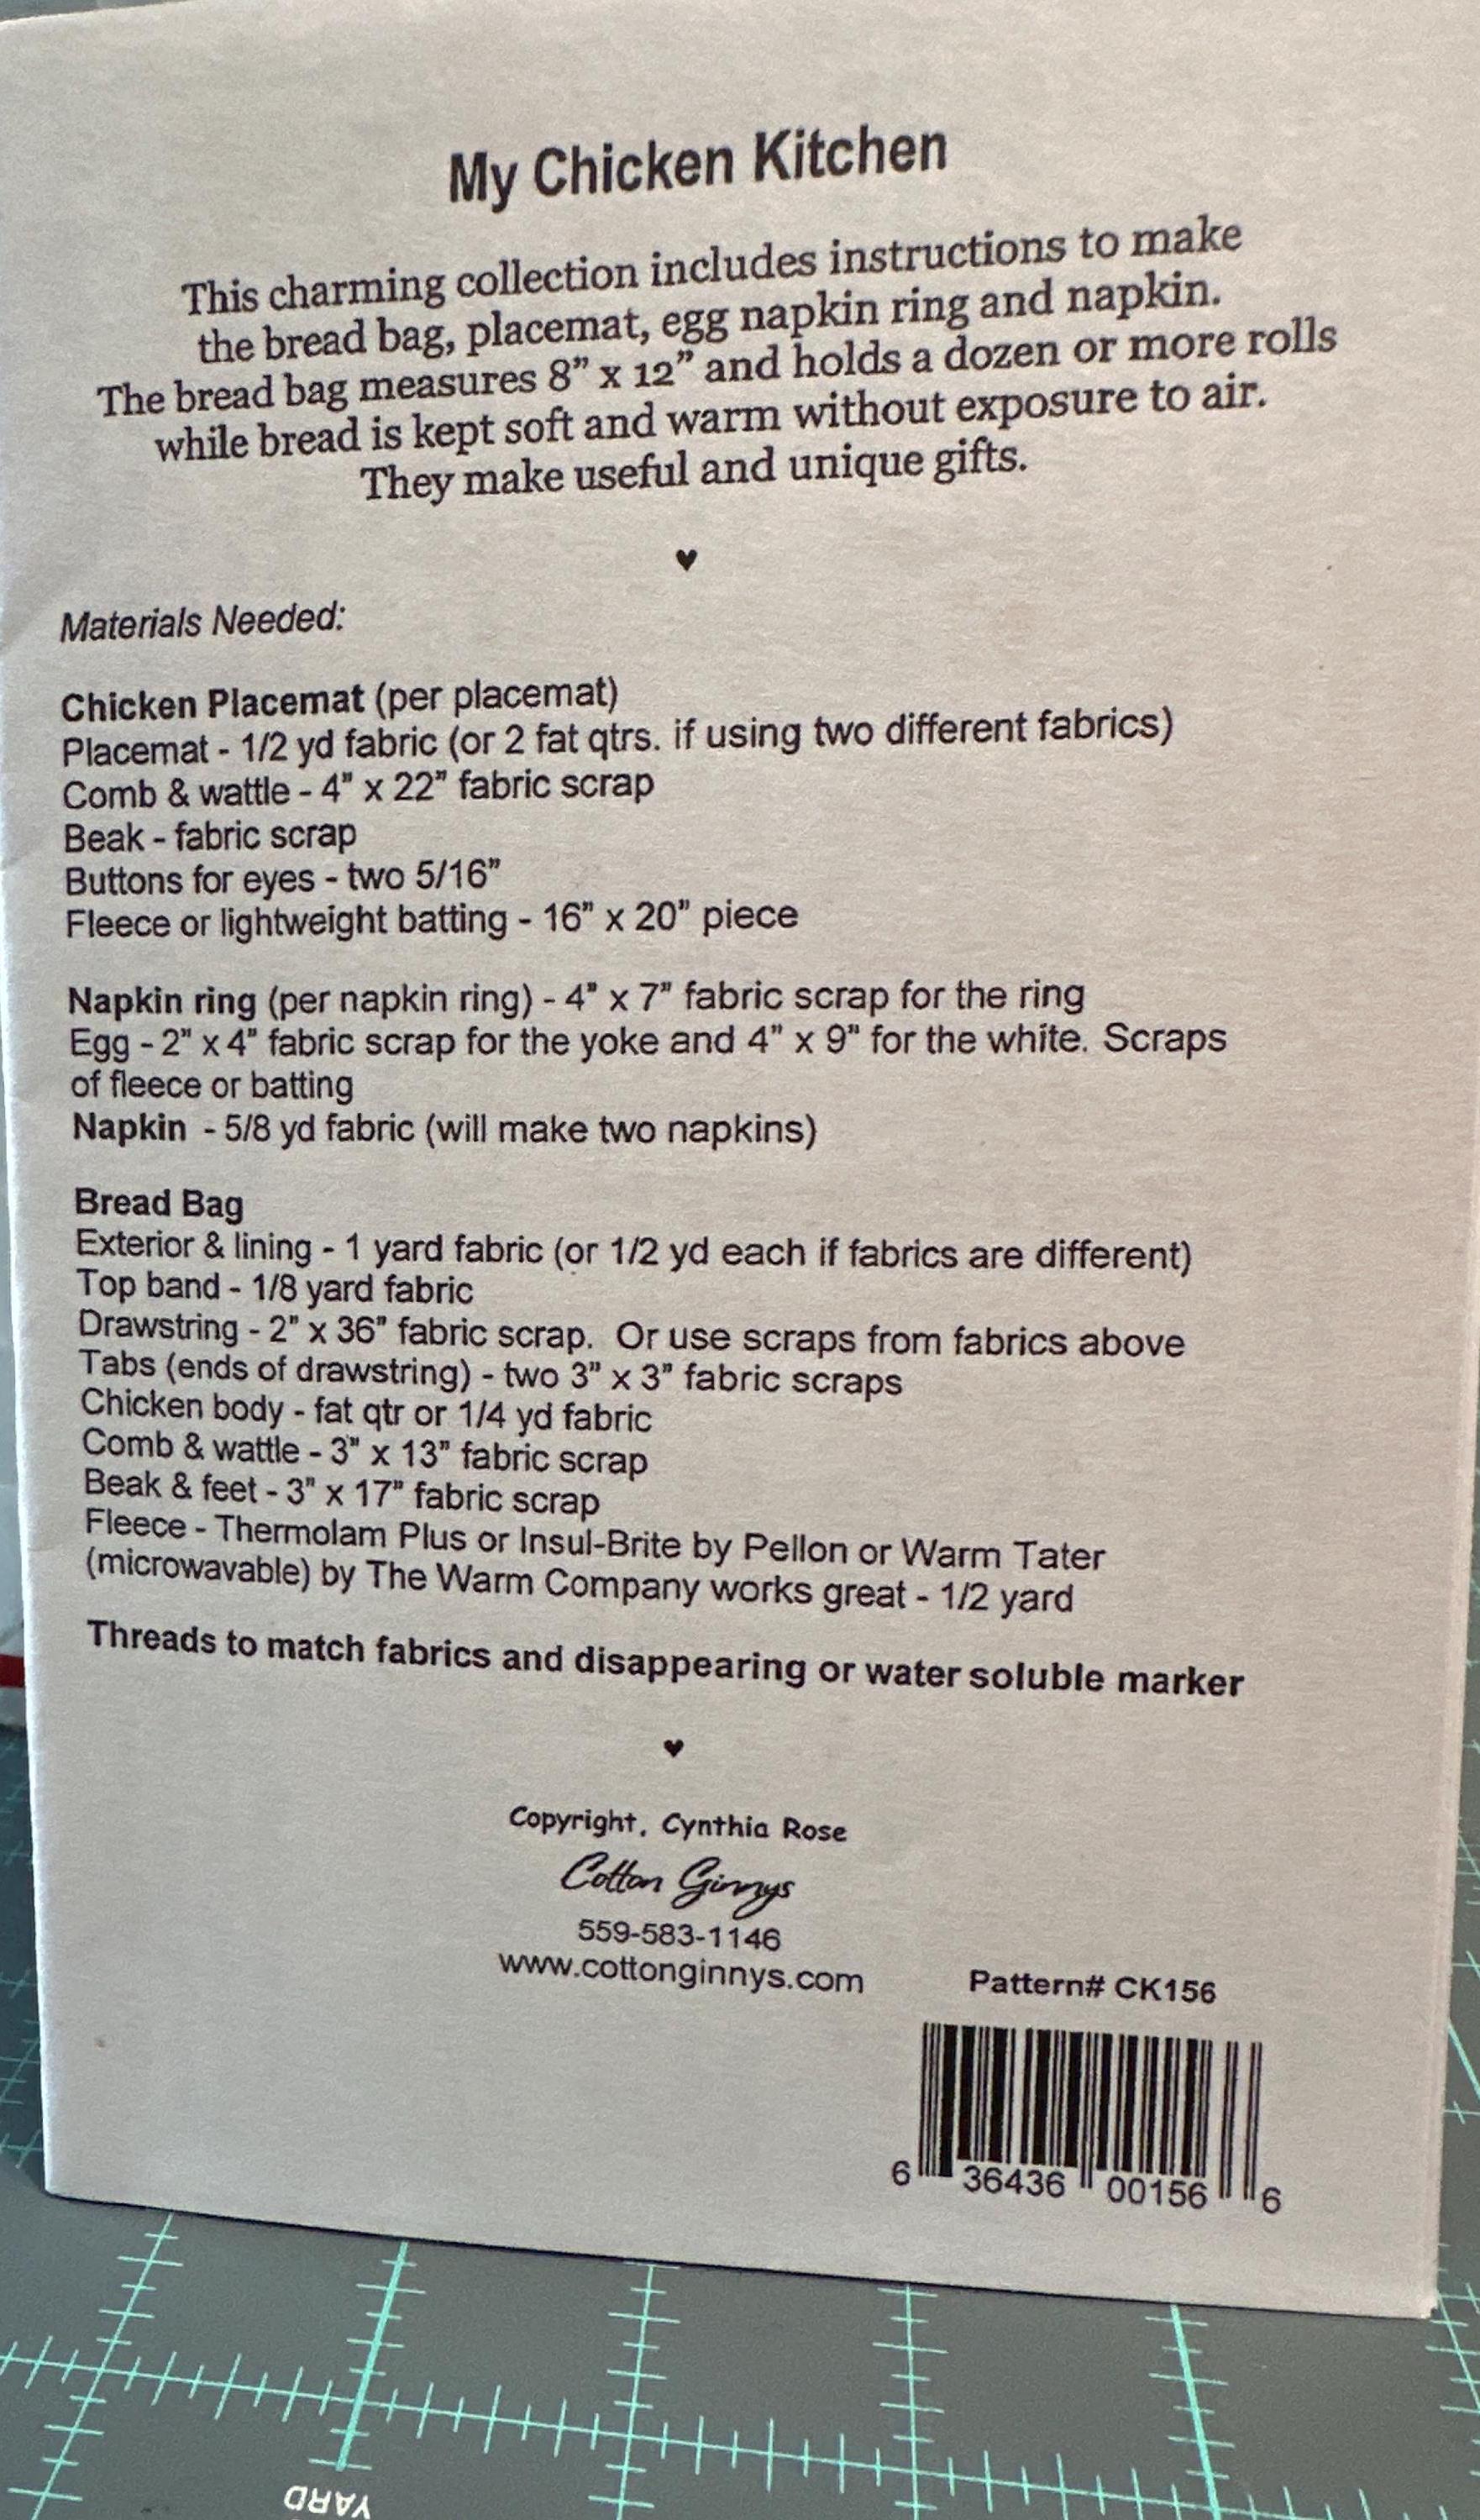 My Chicken Kitchen
This charming collection includes instructions to make
the bread bag, placemat, egg napkin ring and napkin.
The bread bag measures 8” x 12” and holds a dozen or more rolls
while bread is kept soft and warm without exposure to air.
They make useful and unique gifts.
♥
Materials Needed:
Chicken Placemat (per placemat)
Placemat - 1/2 yd fabric (or 2 fat qtrs. if using two different fabrics)
Comb & wattle - 4" x 22” fabric scrap
Beak - fabric scrap
Buttons for eyes - two 5/16”
Fleece or lightweight batting - 16” x 20” piece
Napkin ring (per napkin ring) - 4" x 7” fabric scrap for the ring
Egg - 2" x 4" fabric scrap for the yoke and 4” x 9” for the white. Scraps
of fleece or batting
Napkin - 5/8 yd fabric (will make two napkins)
Bread Bag
Exterior & lining - 1 yard fabric (or 1/2 yd each if fabrics are different)
Top band - 1/8 yard fabric
Drawstring - 2” x 36” fabric scrap. Or use scraps from fabrics above
Tabs (ends of drawstring) - two 3” x 3” fabric scraps
Chicken body - fat qtr or 1/4 yd fabric
Comb & wattle - 3" x 13” fabric scrap
Beak & feet - 3" x 17” fabric scrap
Fleece - Thermolam Plus or Insul-Brite by Pellon or Warm Tater
(microwavable) by The Warm Company works great - 1/2 yard
Threads to match fabrics and disappearing or water soluble marker
♥
Copyright, Cynthia Rose
Cotton Ginnys
559-583-1146
www.cottonginnys.com
Pattern# CK156
6 36436 00156 6
YARD